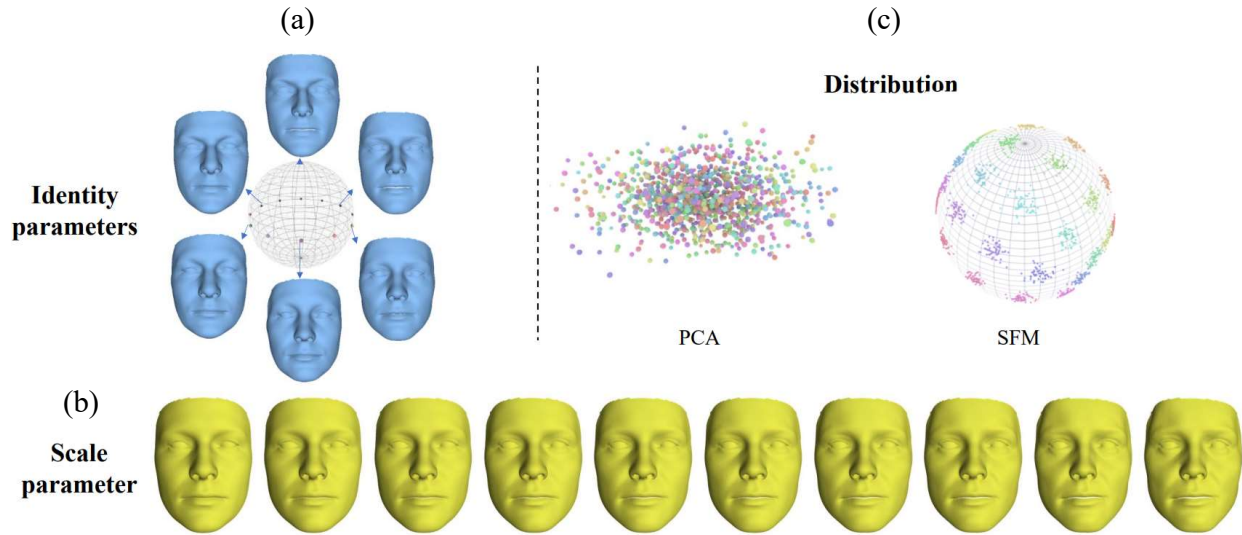 (a)
(c)
Distribution
Identity
parameters
PCA
SFM
(b)
Scale
parameter